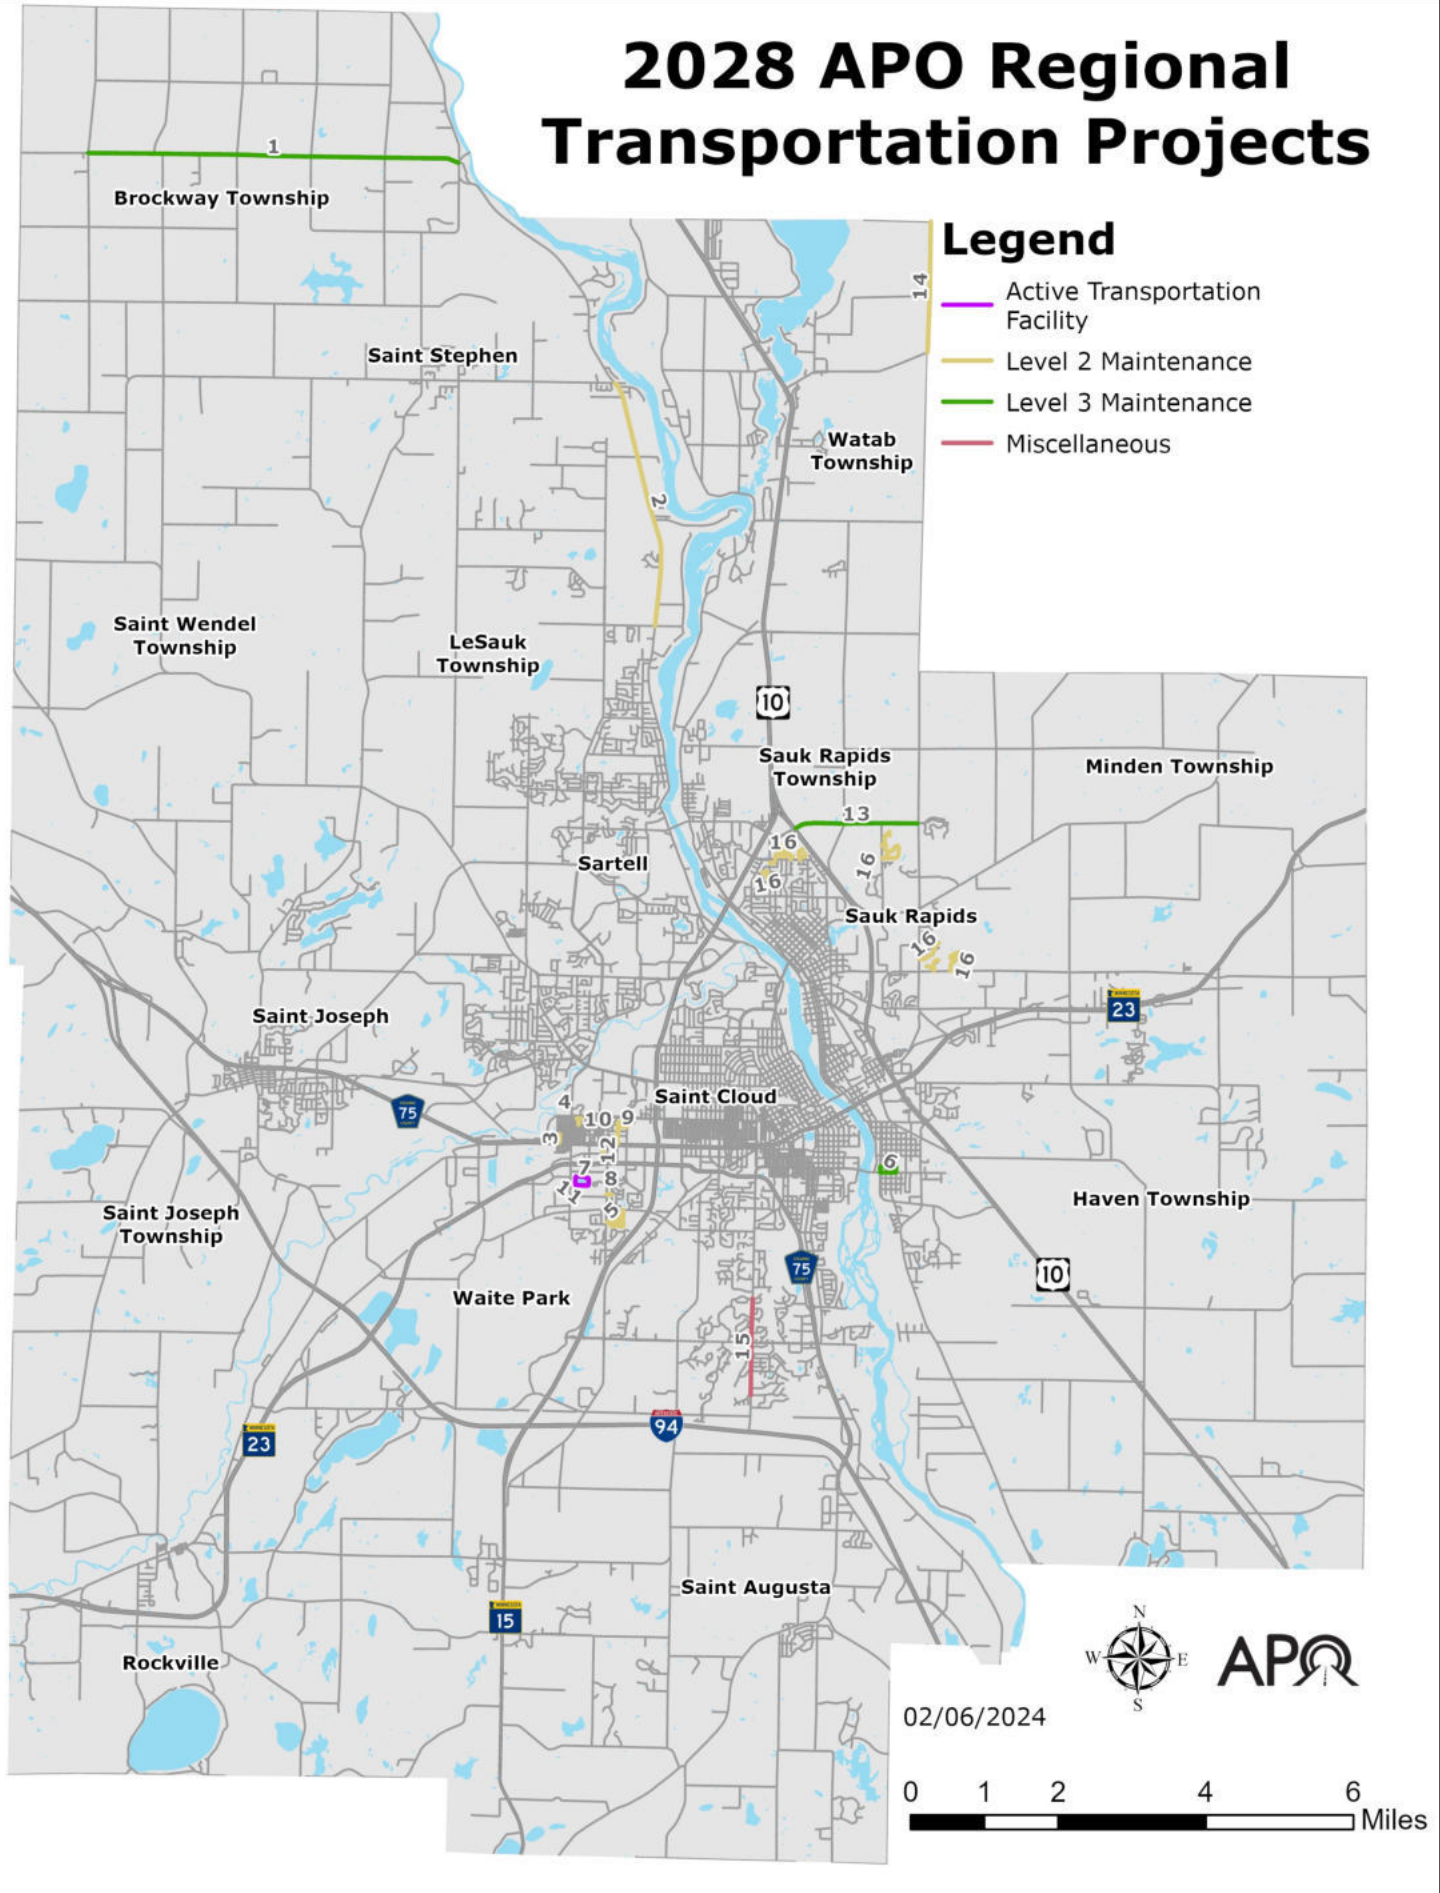 2028 APO Regional
Transportation Projects
Legend
Active Transportation
Facility
Level 2 Maintenance
Level 3 Maintenance
Miscellaneous
1
Brockway Township
14
Saint Stephen
Watab
Township
2
Saint Wendel
Township
LeSauk
Township
10
Sauk Rapids
Township
Minden Township
13
16
16
16
Sartell
Sauk Rapids
16
16
23
Saint Joseph
75
Saint Cloud
4
10
9
3
12
7
6
8
11
5
Haven Township
Saint Joseph
Township
75
10
Waite Park
15
94
23
Saint Augusta
15
Rockville
N
W
E
S
APO
02/06/2024
0 1 2 4 6
Miles